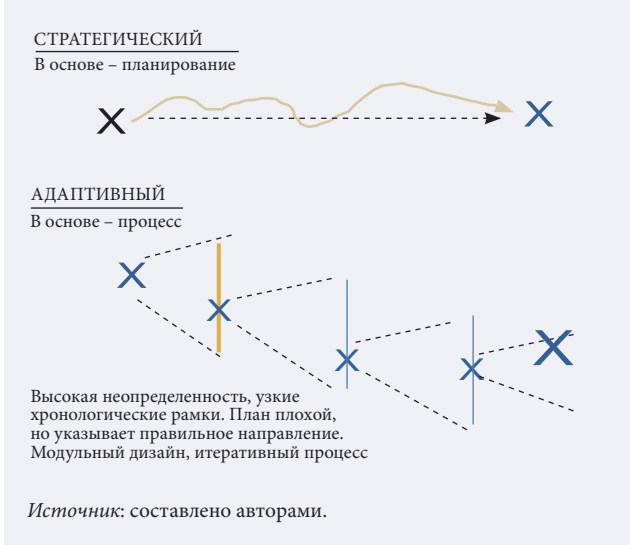 СТРАТЕГИЧЕСКИЙ
В основе – планирование
АДАПТИВНЫЙ
В основе – процесс
Высокая неопределенность, узкие
хронологические рамки. План плохой,
но указывает правильное направление.
Модульный дизайн, итеративный процесс
Источник: составлено авторами.